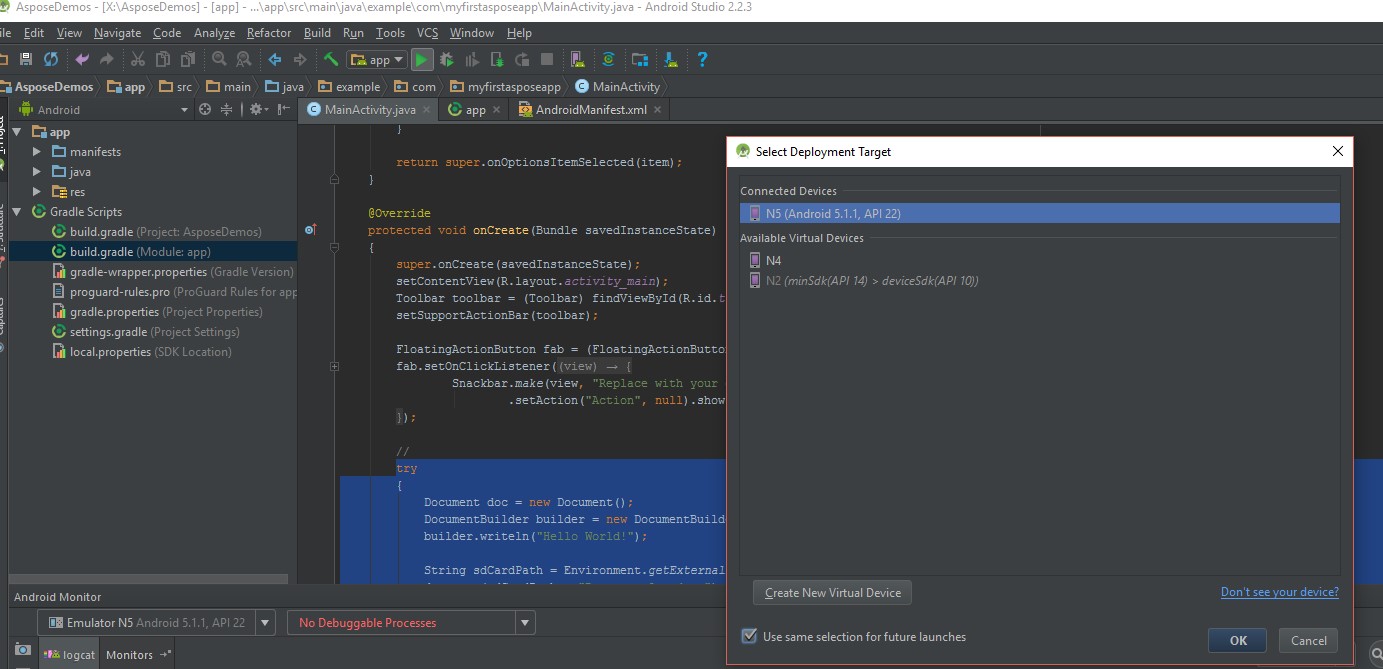 AsposeDemos - [X:\AsposeDemos] - [app] - ...\app\src\main\java\example\com\myfirstasposeapp\MainActivity.java - Android Studio 2.2.3
Edit View Navigate Code Analyze Refactor Build Run Tools VCS Window Help
app
AsposeDemos app src main java example com myfirstasposeapp MainActivity
Android
MainActivity.java app AndroidManifest.xml
app
manifests
java
res
Gradle Scripts
build.gradle (Project: AsposeDemos)
build.gradle (Module: app)
gradle-wrapper.properties (Gradle Version)
proguard-rules.pro (ProGuard Rules for app
gradle.properties (Project Properties)
settings.gradle (Project Settings)
local.properties (SDK Location)
}
return super.onOptionsItemSelected(item);
}
@Override
protected void onCreate(Bundle savedInstanceState)
{
super.onCreate(savedInstanceState);
setContentView(R.layout.activity_main);
Toolbar toolbar = (Toolbar) findViewById(R.id.t
setSupportActionBar(toolbar);
FloatingActionButton fab = (FloatingActionButto
fab.setOnClickListener((view) → {
Snackbar.make(view, "Replace with your
.setAction("Action", null).show
});
//
try
{
Document doc = new Document();
DocumentBuilder builder = new DocumentBuild
builder.writeln("Hello World!");
String sdCardPath = Environment.getExternal
Select Deployment Target
Connected Devices
N5 (Android 5.1.1, API 22)
Available Virtual Devices
N4
N2 (minSdk(API 14) > deviceSdk(API 10))
Create New Virtual Device
Don't see your device?
Use same selection for future launches
OK Cancel
Android Monitor
Emulator N5 Android 5.1.1, API 22
No Debuggable Processes
logcat Monitors